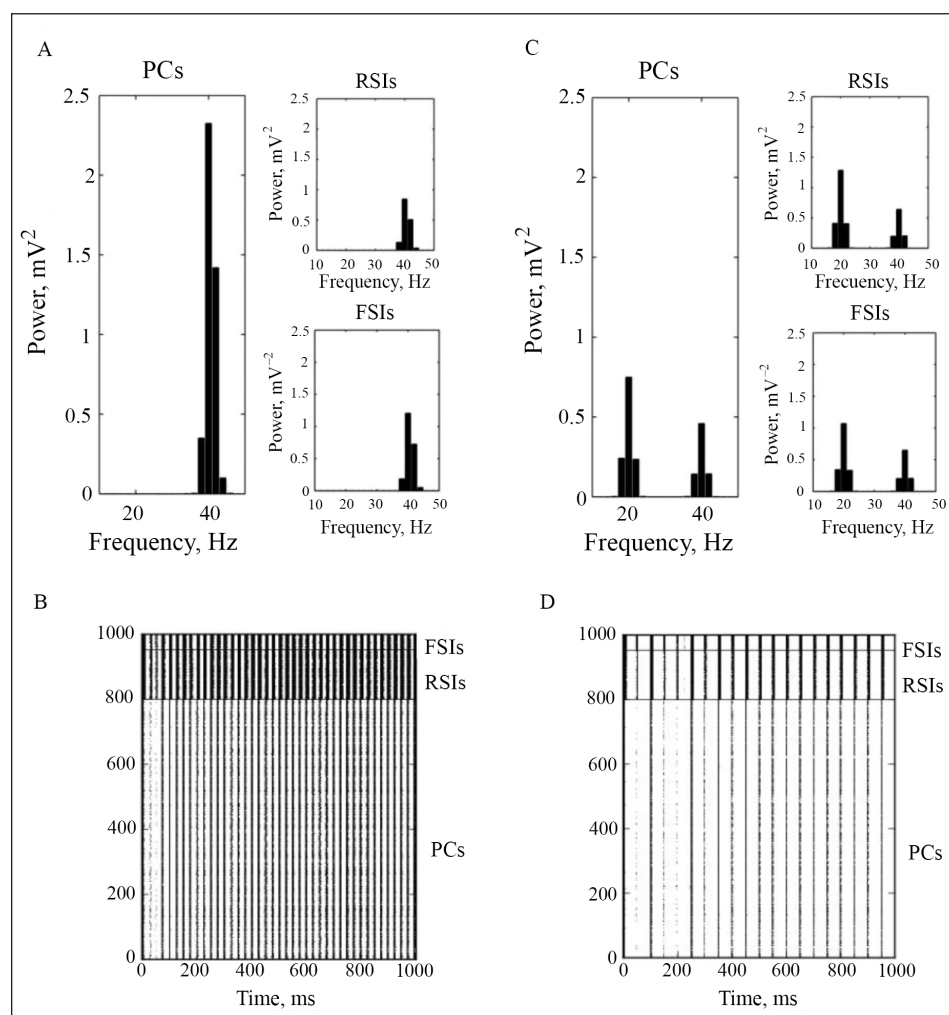 A
PCs
2.5
2
1.5
1
0.5
0
20 40
Frequency, Hz
Power, mV2
RSIs
2.5
2
1.5
1
0.5
0
10 20 30 40 50
Frequency, Hz
Power, mV2
FSIs
2.5
2
1.5
1
0.5
0
10 20 30 40 50
Frequency, Hz
Power, mV−2
C
PCs
2.5
2
1.5
1
0.5
0
20 40
Frequency, Hz
Power, mV2
RSIs
2.5
2
1.5
1
0.5
0
10 20 30 40 50
Frecuency, Hz
Power, mV2
FSIs
2.5
2
1.5
1
0.5
0
10 20 30 40 50
Frequency, Hz
Power, mV−2
B
1000
800
600
400
200
0
FSIs
RSIs
PCs
0 200 400 600 800 1000
Time, ms
D
1000
800
600
400
200
0
FSIs
RSIs
PCs
0 200 400 600 800 1000
Time, ms